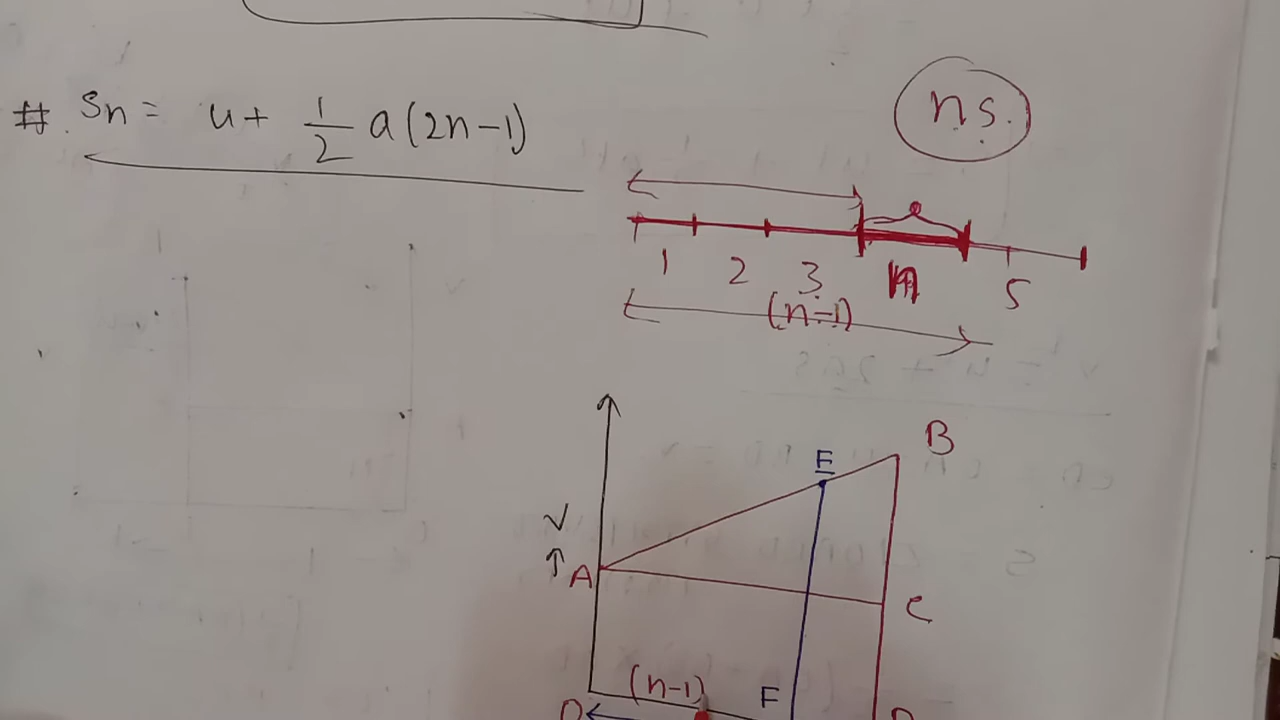 # Sn = u + 1/2 a (2n-1)
ns.
1 2 3 n 5
(n-1)
B
E
V
↑
A
C
(n-1)
F
O
D